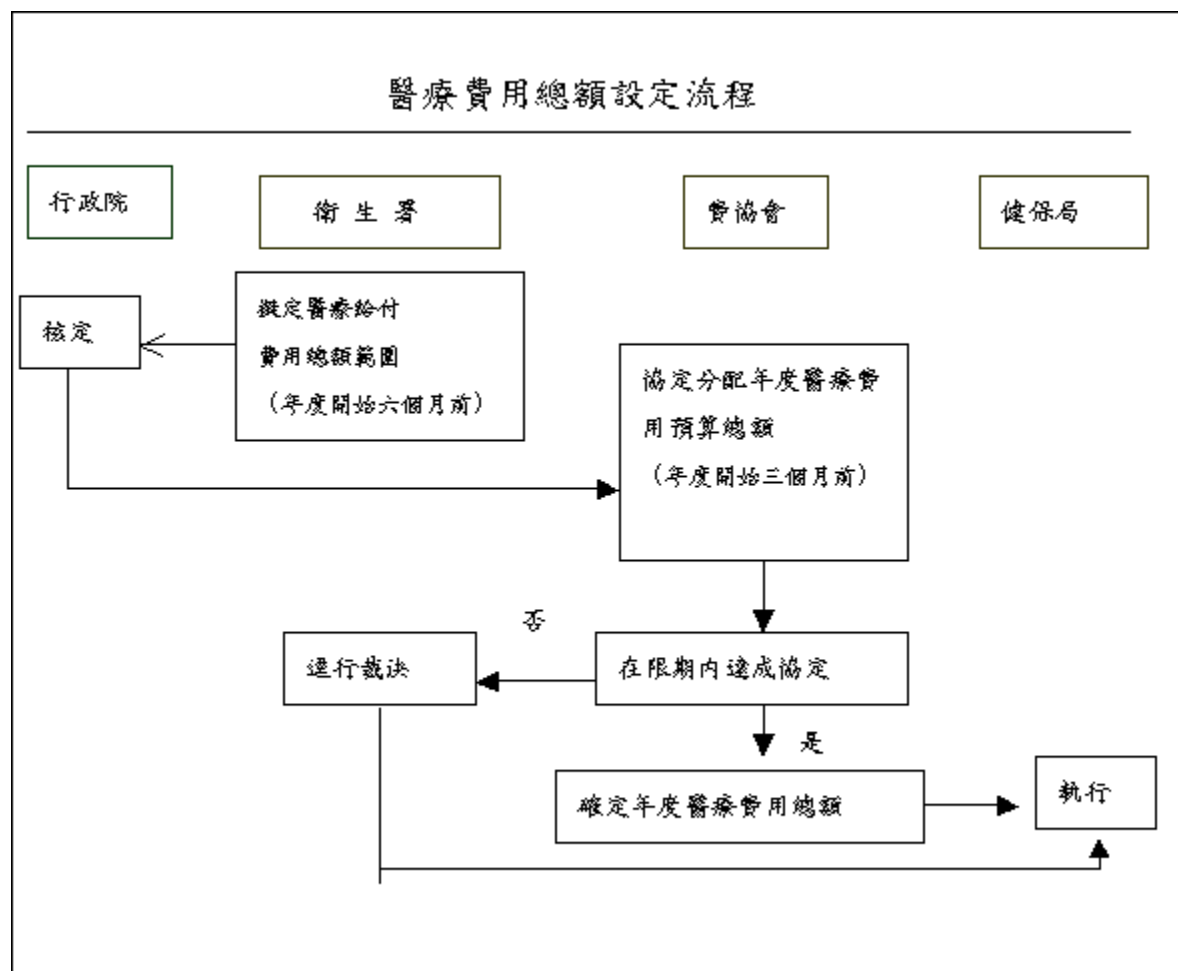 醫療費用總額設定流程
行政院
衛生署
費協會
健保局
核定
擬定醫療給付
費用總額範圍
(年度開始六個月前)
協定分配年度醫療費
用預算總額
(年度開始三個月前)
否
逕行裁決
在限期內達成協定
是
確定年度醫療費用總額
執行